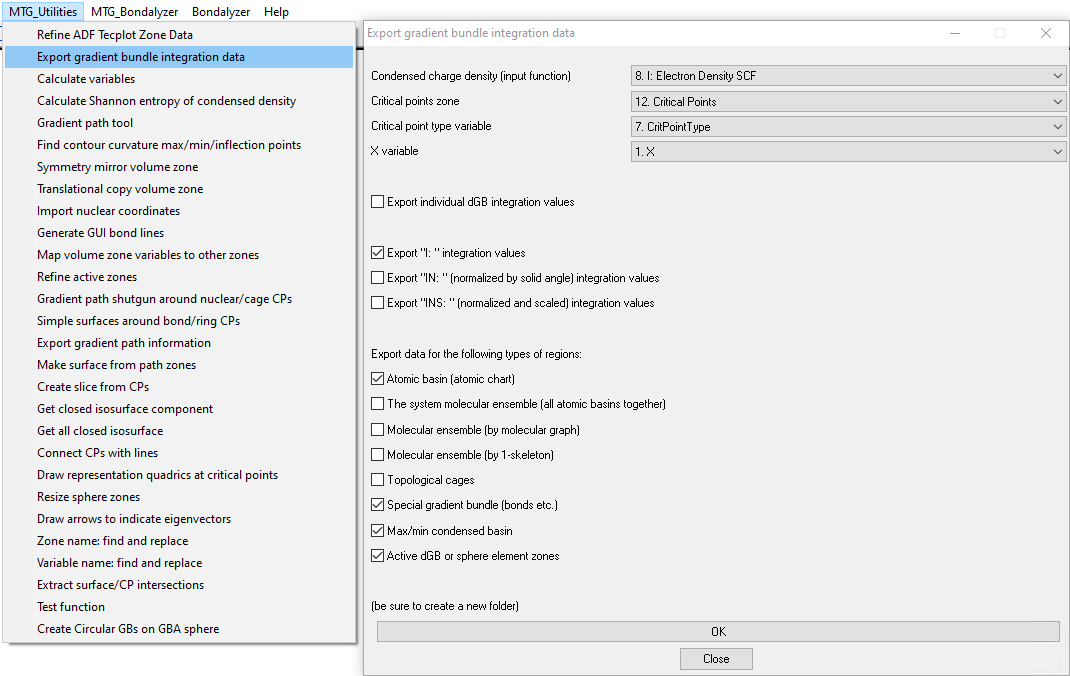 MTG_Utilities MTG_Bondalyzer Bondalyzer Help
Refine ADF Tecplot Zone Data
Export gradient bundle integration data
Calculate variables
Calculate Shannon entropy of condensed density
Gradient path tool
Find contour curvature max/min/inflection points
Symmetry mirror volume zone
Translational copy volume zone
Import nuclear coordinates
Generate GUI bond lines
Map volume zone variables to other zones
Refine active zones
Gradient path shutgun around nuclear/cage CPs
Simple surfaces around bond/ring CPs
Export gradient path information
Make surface from path zones
Create slice from CPs
Get closed isosurface component
Get all closed isosurface
Connect CPs with lines
Draw representation quadrics at critical points
Resize sphere zones
Draw arrows to indicate eigenvectors
Zone name: find and replace
Variable name: find and replace
Extract surface/CP intersections
Test function
Create Circular GBs on GBA sphere
Export gradient bundle integration data
Condensed charge density (input function) 8. I: Electron Density SCF
Critical points zone 12. Critical Points
Critical point type variable 7. CritPointType
X variable 1. X
Export individual dGB integration values
Export "I: " integration values
Export "IN: " (normalized by solid angle) integration values
Export "INS: " (normalized and scaled) integration values
Export data for the following types of regions:
Atomic basin (atomic chart)
The system molecular ensemble (all atomic basins together)
Molecular ensemble (by molecular graph)
Molecular ensemble (by 1-skeleton)
Topological cages
Special gradient bundle (bonds etc.)
Max/min condensed basin
Active dGB or sphere element zones
(be sure to create a new folder)
OK
Close